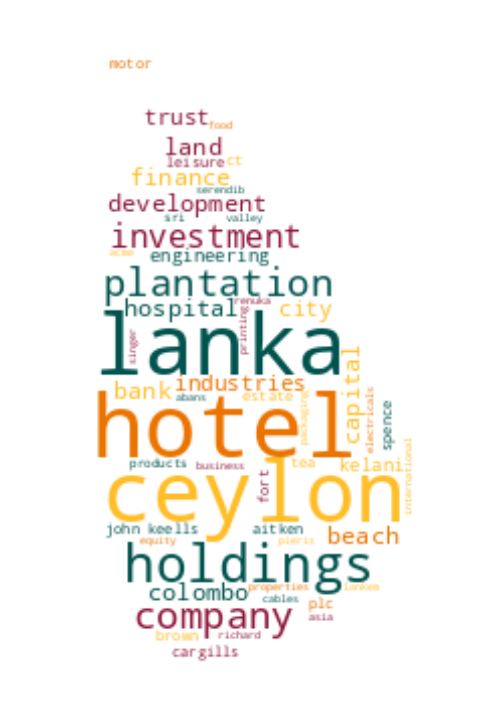 motor
trust
food
land
leisure ct
finance
serendib
development
sri valley
investment
acme engineering
plantation
hospital renuka city
printing
singer
lanka
capital
bank industries
abans estate
packaging
electricals
spence
hotel
products business tea kelani
international
fort
ceylon
john keells aitken
equity pieris beach
holdings
colombo properties lankem
cables
company plc
asia
brown richard
cargills